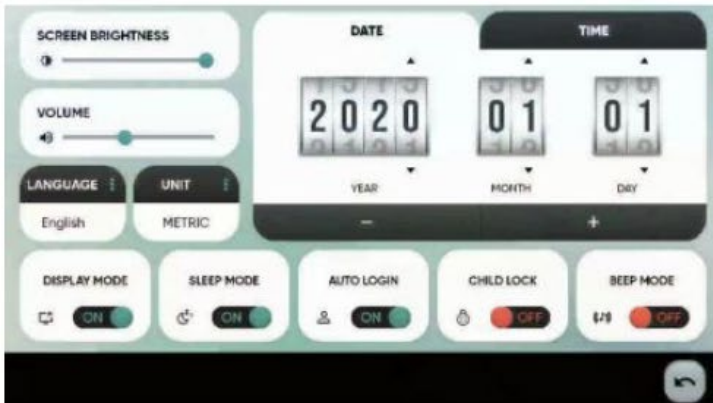 SCREEN BRIGHTNESS
VOLUME
LANGUAGE
English
UNIT
METRIC
DATE
TIME
2020
01
01
YEAR
MONTH
DAY
−
+
DISPLAY MODE
ON
SLEEP MODE
ON
AUTO LOGIN
ON
CHILD LOCK
OFF
BEEP MODE
OFF